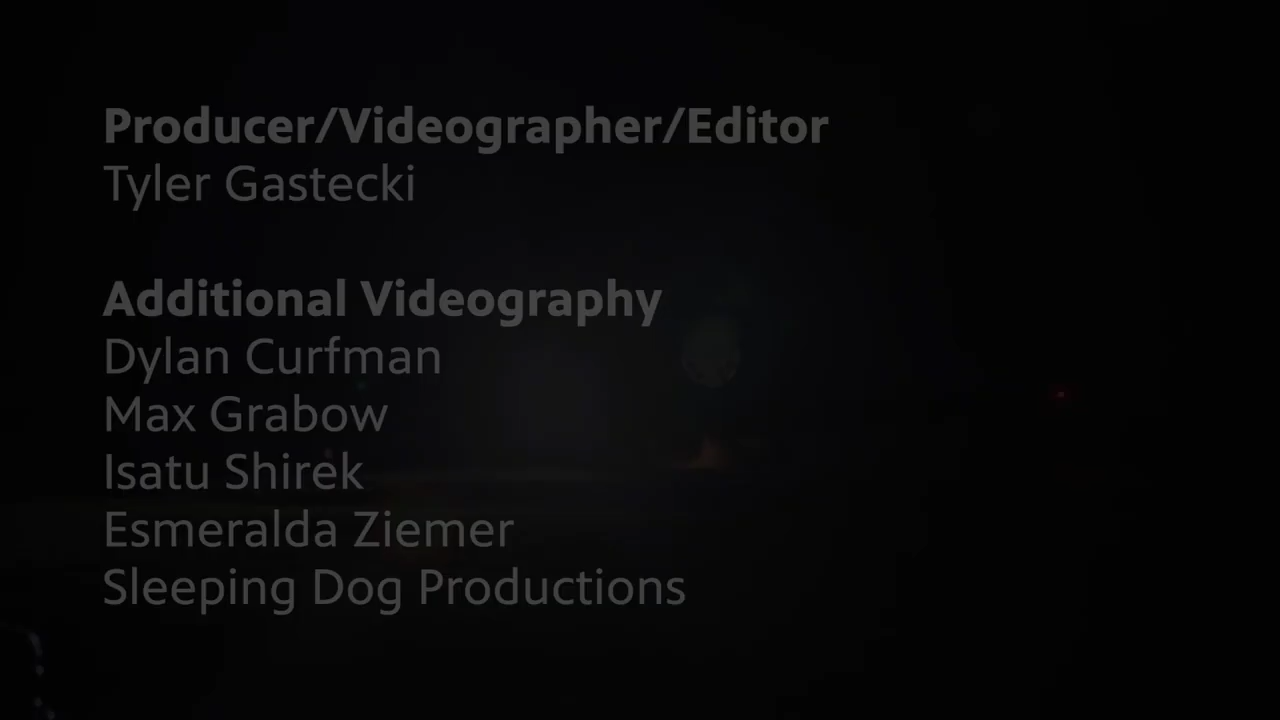 Producer/Videographer/Editor
Tyler Gastecki
Additional Videography
Dylan Curfman
Max Grabow
Isatu Shirek
Esmeralda Ziemer
Sleeping Dog Productions